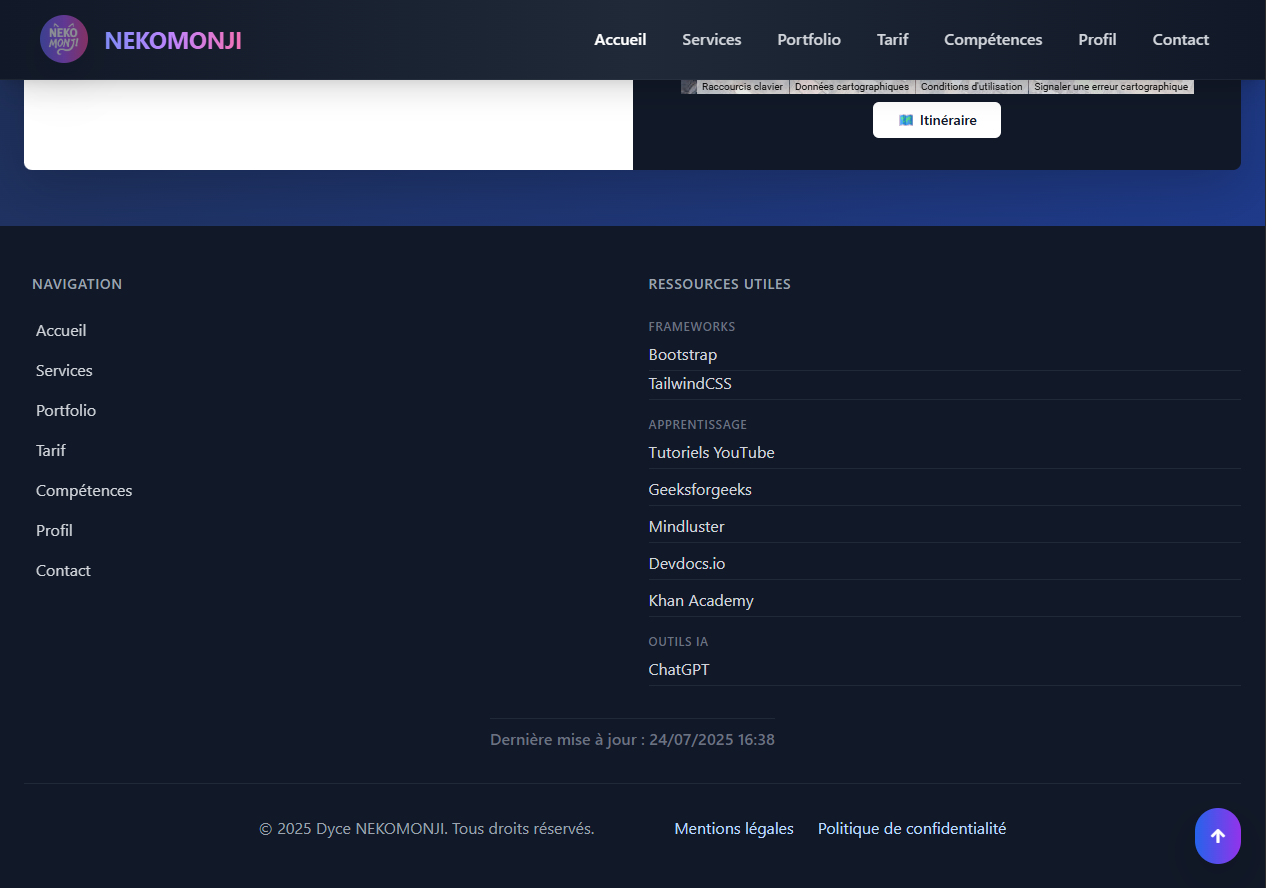 NEKO
MONJI
NEKOMONJI
Accueil
Services
Portfolio
Tarif
Compétences
Profil
Contact
Raccourcis clavier
Données cartographiques
Conditions d'utilisation
Signaler une erreur cartographique
Itinéraire
NAVIGATION
Accueil
Services
Portfolio
Tarif
Compétences
Profil
Contact
RESSOURCES UTILES
FRAMEWORKS
Bootstrap
TailwindCSS
APPRENTISSAGE
Tutoriels YouTube
Geeksforgeeks
Mindluster
Devdocs.io
Khan Academy
OUTILS IA
ChatGPT
Dernière mise à jour : 24/07/2025 16:38
© 2025 Dyce NEKOMONJI. Tous droits réservés.
Mentions légales
Politique de confidentialité